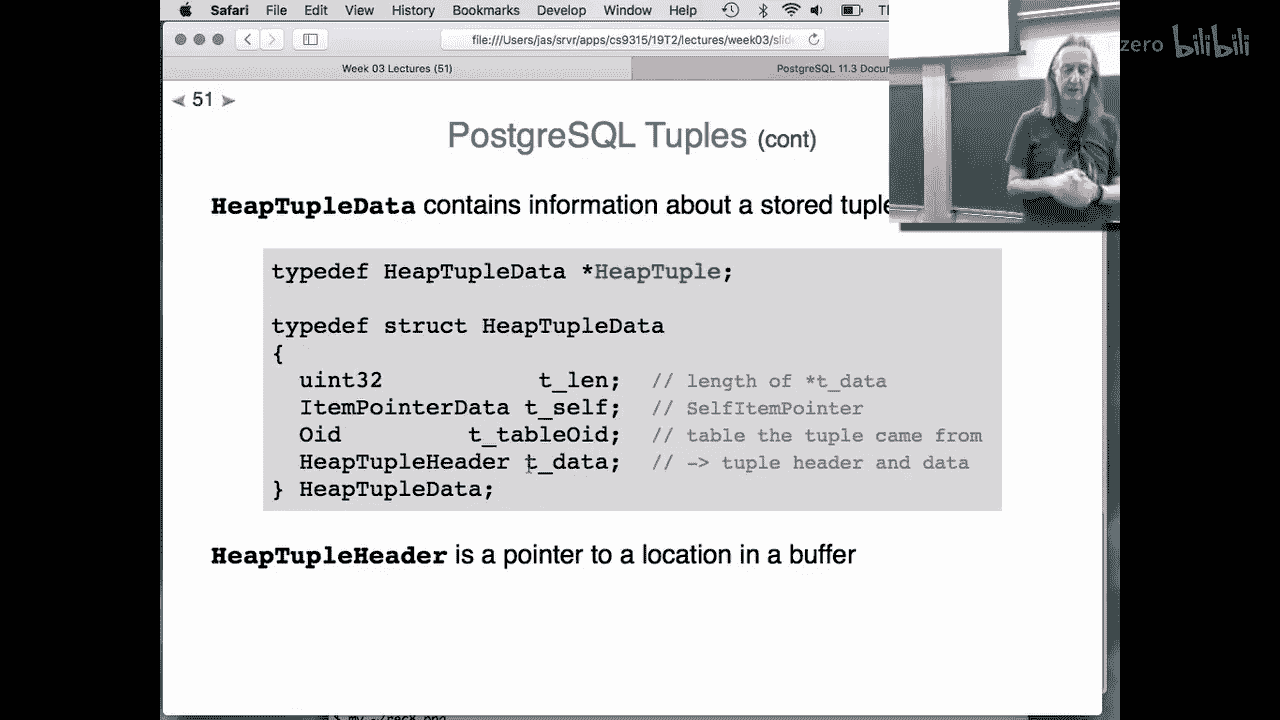 Safari File Edit View History Bookmarks Develop Window Help
file:///Users/jas/srvr/apps/cs9315/19T2/lectures/week03/slid
Week 03 Lectures (51)
PostgreSQL 11.3 Docum
zero bilibili
51
PostgreSQL Tuples (cont)
HeapTupleData contains information about a stored tuple
typedef HeapTupleData *HeapTuple;
typedef struct HeapTupleData
{
uint32 t_len; // length of *t_data
ItemPointerData t_self; // SelfItemPointer
Oid t_tableOid; // table the tuple came from
HeapTupleHeader t_data; // -> tuple header and data
} HeapTupleData;
HeapTupleHeader is a pointer to a location in a buffer